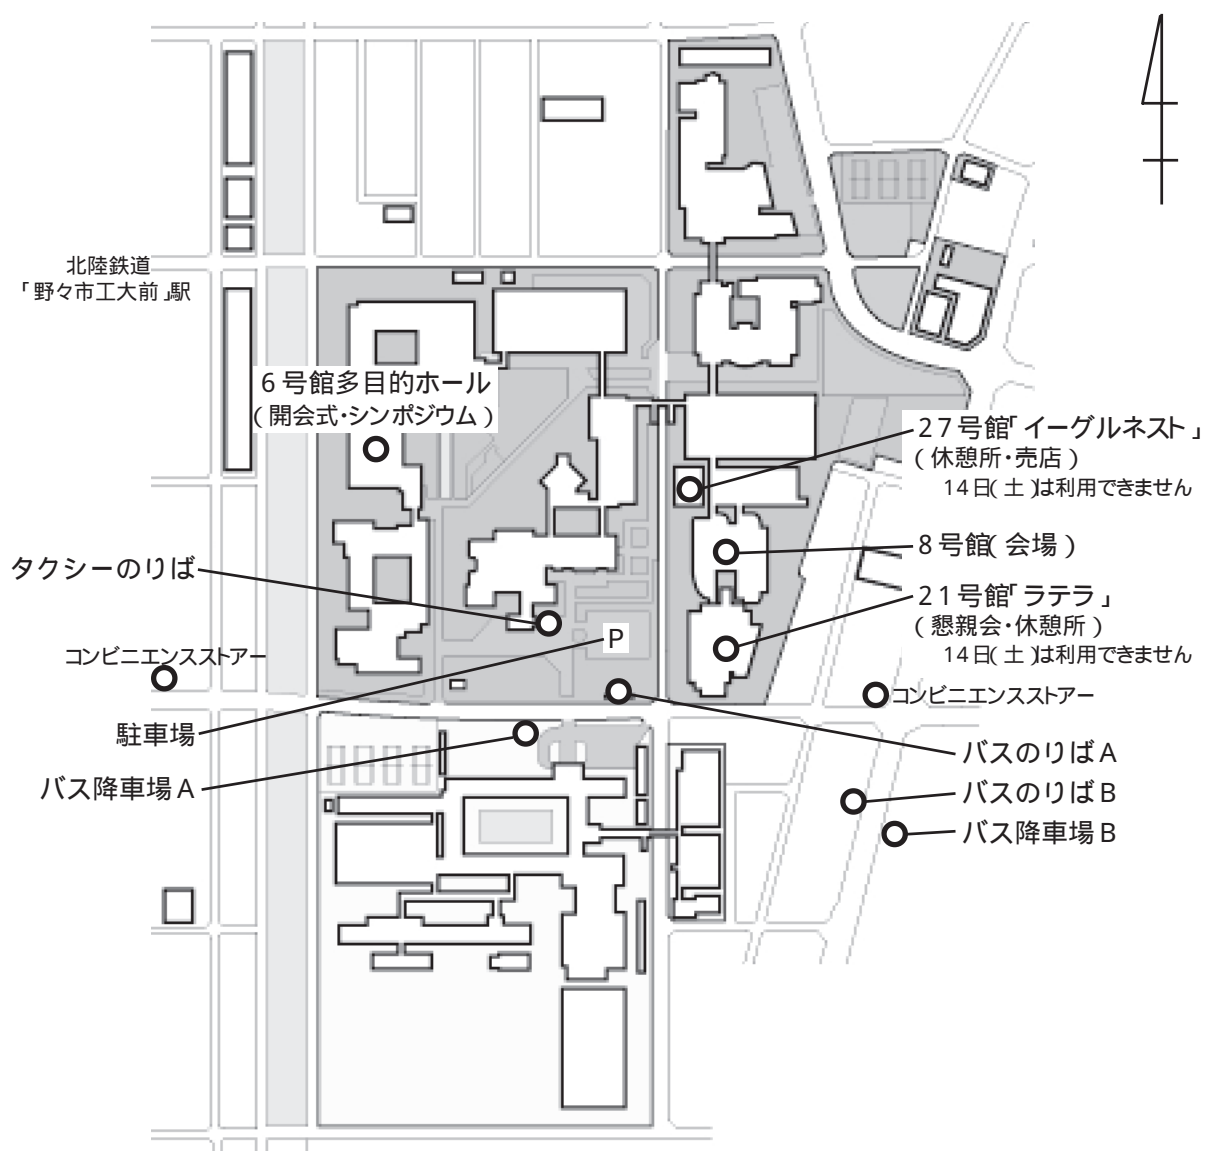 北陸鉄道
「野々市工大前」駅
6号館多目的ホール
(開会式・シンポジウム)
27号館「イーグルネスト」
(休憩所・売店)
14日(土)は利用できません
8号館(会場)
タクシーのりば
21号館「ラテラ」
(懇親会・休憩所)
14日(土)は利用できません
P
コンビニエンスストアー
コンビニエンスストアー
駐車場
バスのりばA
バス降車場A
バスのりばB
バス降車場B